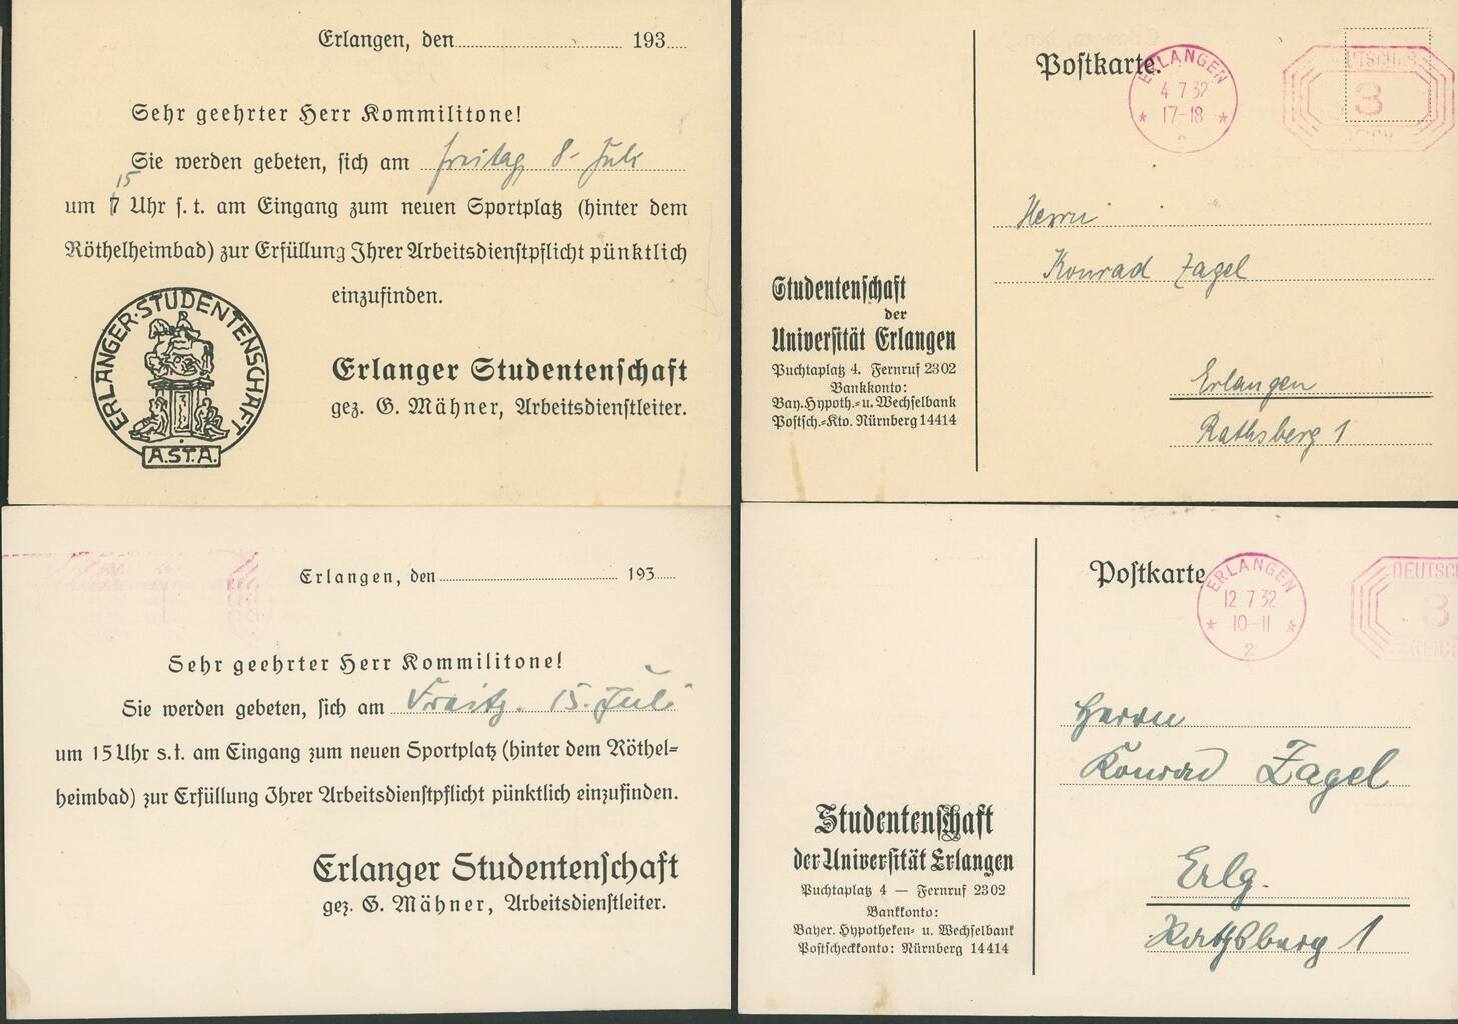 Erlangen, den 193
Sehr geehrter Herr Kommilitone!
Sie werden gebeten, sich am Freitag 8. Juli
um 7 15 Uhr s. t. am Eingang zum neuen Sportplatz (hinter dem
Röthelheimbad) zur Erfüllung Ihrer Arbeitsdienstpflicht pünktlich
einzufinden.
ERLANGER·STUDENTENSCHAFT
A.ST.A.
Erlanger Studentenschaft
gez. G. Mähner, Arbeitsdienstleiter.
Postkarte.
ERLANGEN
4 7 32
17-18
DEUTSCHES
3
REICH
Herrn
Konrad Zagel
Erlangen
Rathsberg 1
Studentenschaft
der
Universität Erlangen
Puchtaplatz 4. Fernruf 2302
Bankkonto:
Bay. Hypoth.- u. Wechselbank
Postsch.-Kto. Nürnberg 14414
Erlangen, den 193
Sehr geehrter Herr Kommilitone!
Sie werden gebeten, sich am Freitg. 15. Juli
um 15 Uhr s. t. am Eingang zum neuen Sportplatz (hinter dem Röthel-
heimbad) zur Erfüllung Ihrer Arbeitsdienstpflicht pünktlich einzufinden.
Erlanger Studentenschaft
gez. G. Mähner, Arbeitsdienstleiter.
Postkarte
ERLANGEN
12 7 32
10-11
2
DEUTSC
3
REICH
Herrn
Konrad Zagel
Erlg.
Rathsberg 1
Studentenschaft
der Universität Erlangen
Puchtaplatz 4 — Fernruf 2302
Bankkonto:
Bayer. Hypotheken- u. Wechselbank
Postscheckkonto: Nürnberg 14414